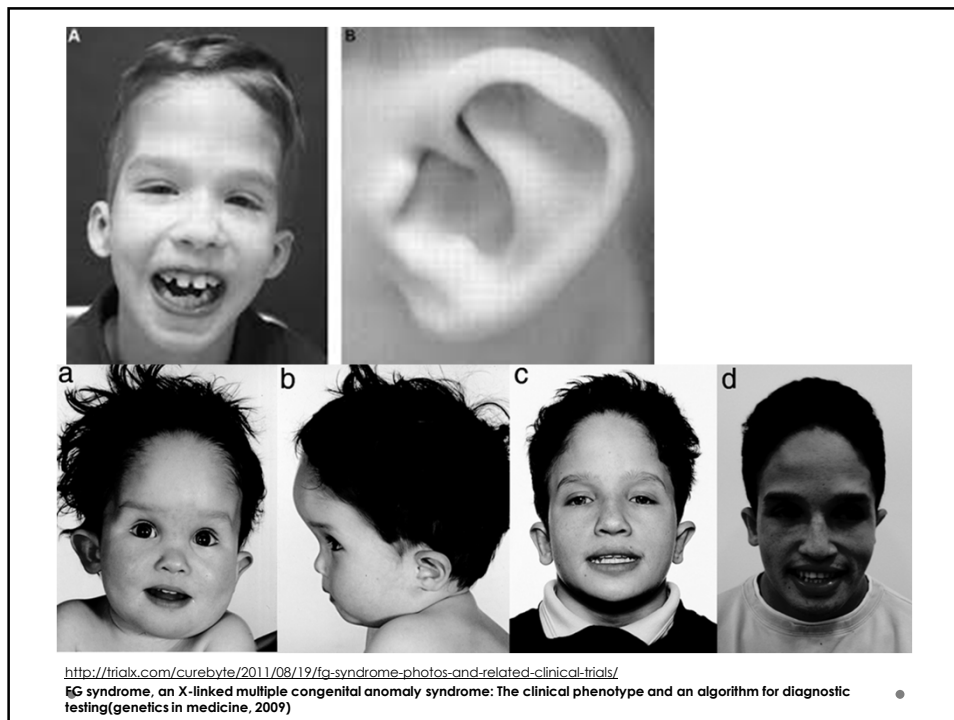 A B
a b c d
http://trialx.com/curebyte/2011/08/19/fg-syndrome-photos-and-related-clinical-trials/
FG syndrome, an X-linked multiple congenital anomaly syndrome: The clinical phenotype and an algorithm for diagnostic
testing(genetics in medicine, 2009)